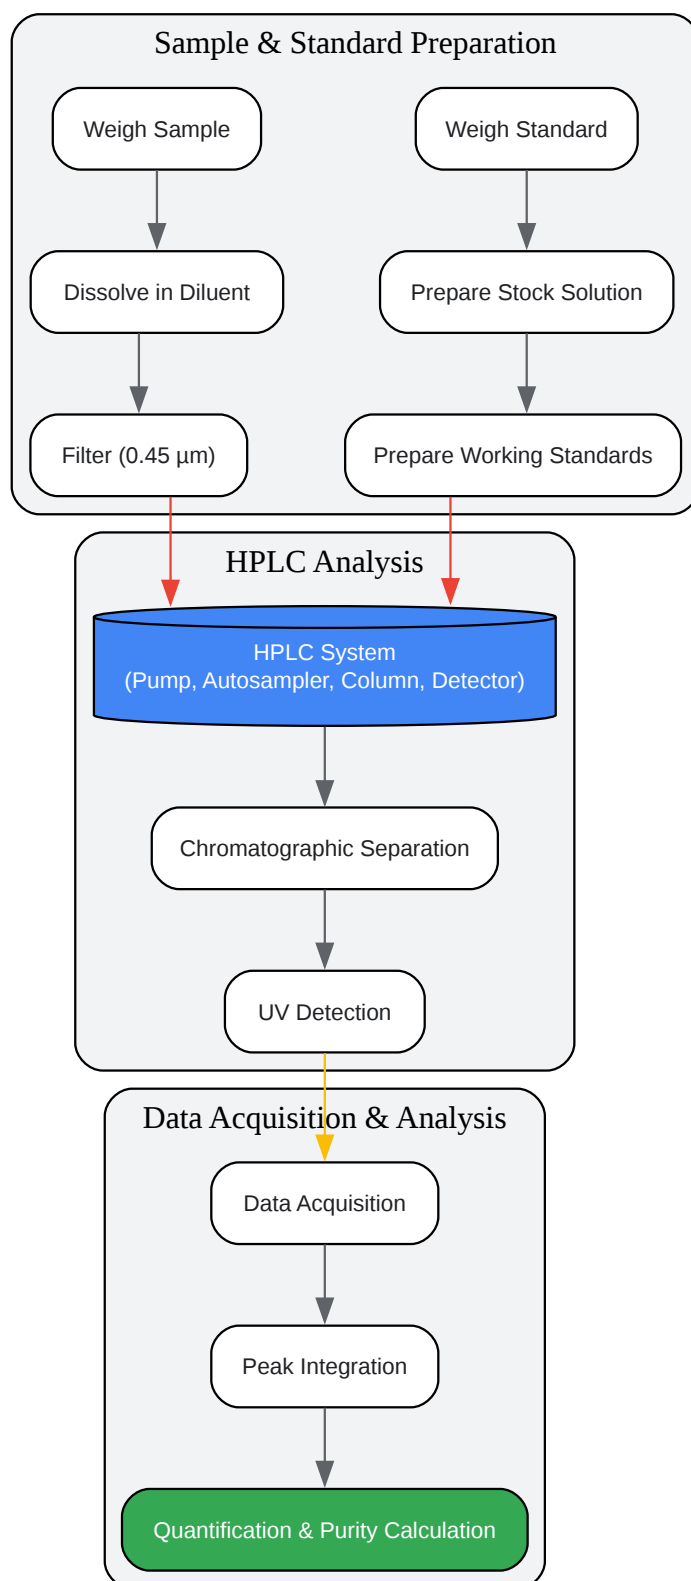 Sample & Standard Preparation
Weigh Sample
Weigh Standard
Dissolve in Diluent
Prepare Stock Solution
Filter (0.45 µm)
Prepare Working Standards
HPLC Analysis
HPLC System
(Pump, Autosampler, Column, Detector)
Chromatographic Separation
UV Detection
Data Acquisition & Analysis
Data Acquisition
Peak Integration
Quantification & Purity Calculation